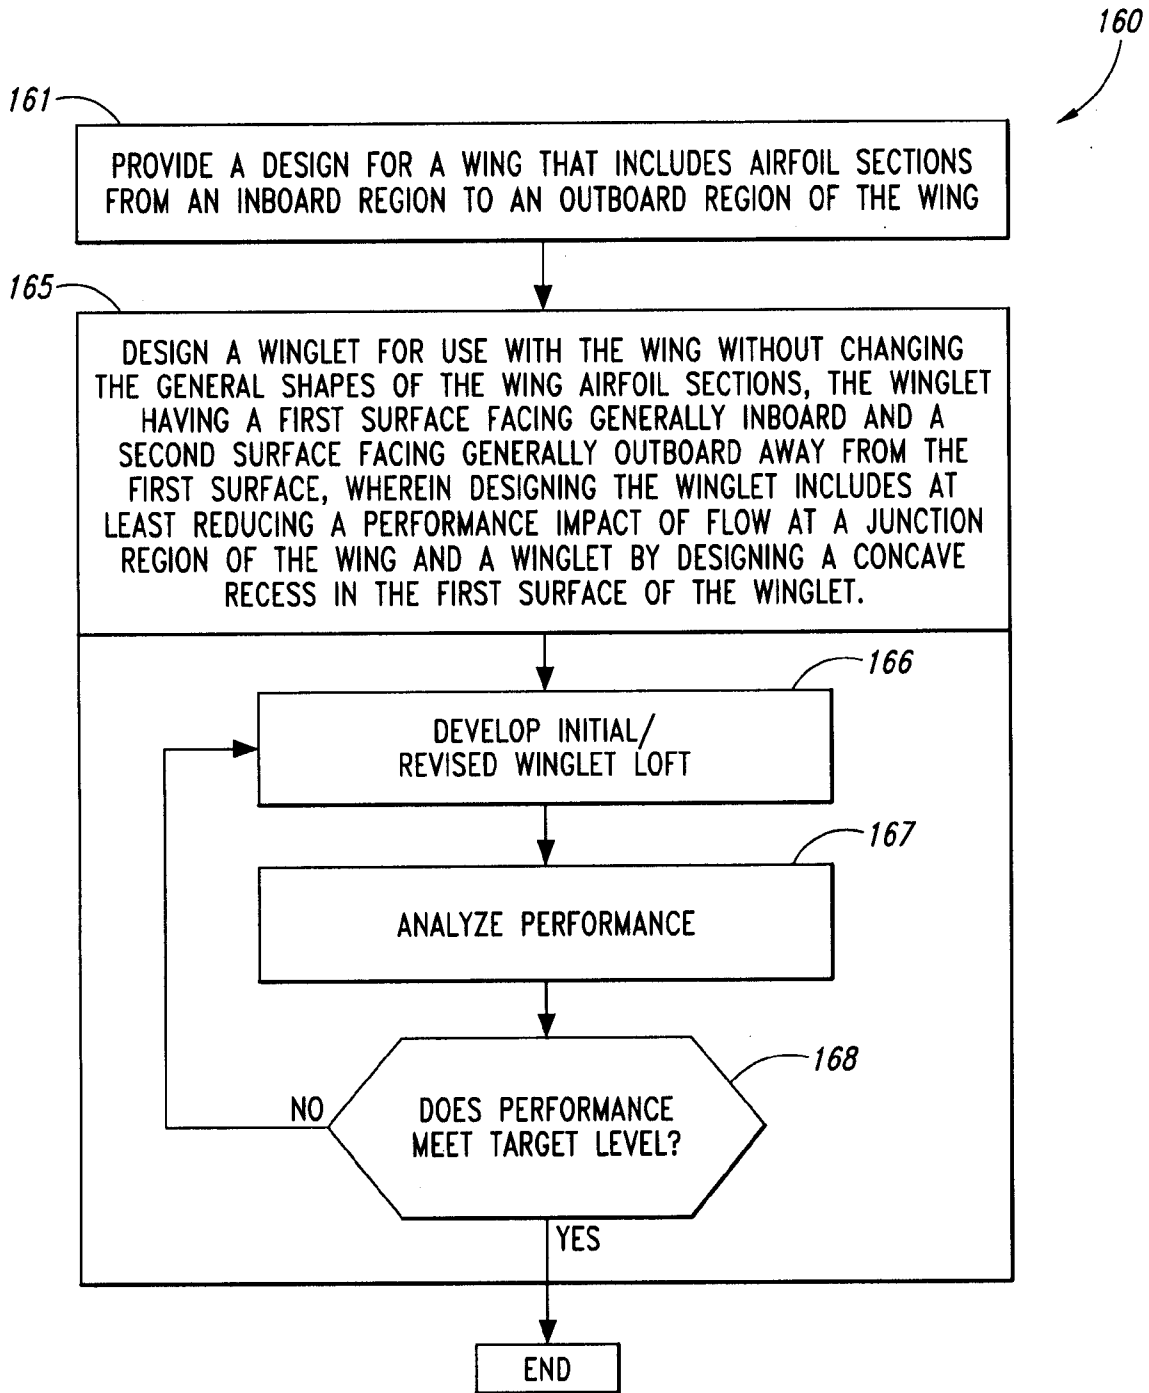 160
161
PROVIDE A DESIGN FOR A WING THAT INCLUDES AIRFOIL SECTIONS
FROM AN INBOARD REGION TO AN OUTBOARD REGION OF THE WING
165
DESIGN A WINGLET FOR USE WITH THE WING WITHOUT CHANGING
THE GENERAL SHAPES OF THE WING AIRFOIL SECTIONS, THE WINGLET
HAVING A FIRST SURFACE FACING GENERALLY INBOARD AND A
SECOND SURFACE FACING GENERALLY OUTBOARD AWAY FROM THE
FIRST SURFACE, WHEREIN DESIGNING THE WINGLET INCLUDES AT
LEAST REDUCING A PERFORMANCE IMPACT OF FLOW AT A JUNCTION
REGION OF THE WING AND A WINGLET BY DESIGNING A CONCAVE
RECESS IN THE FIRST SURFACE OF THE WINGLET.
166
DEVELOP INITIAL/
REVISED WINGLET LOFT
167
ANALYZE PERFORMANCE
168
NO
DOES PERFORMANCE
MEET TARGET LEVEL?
YES
END